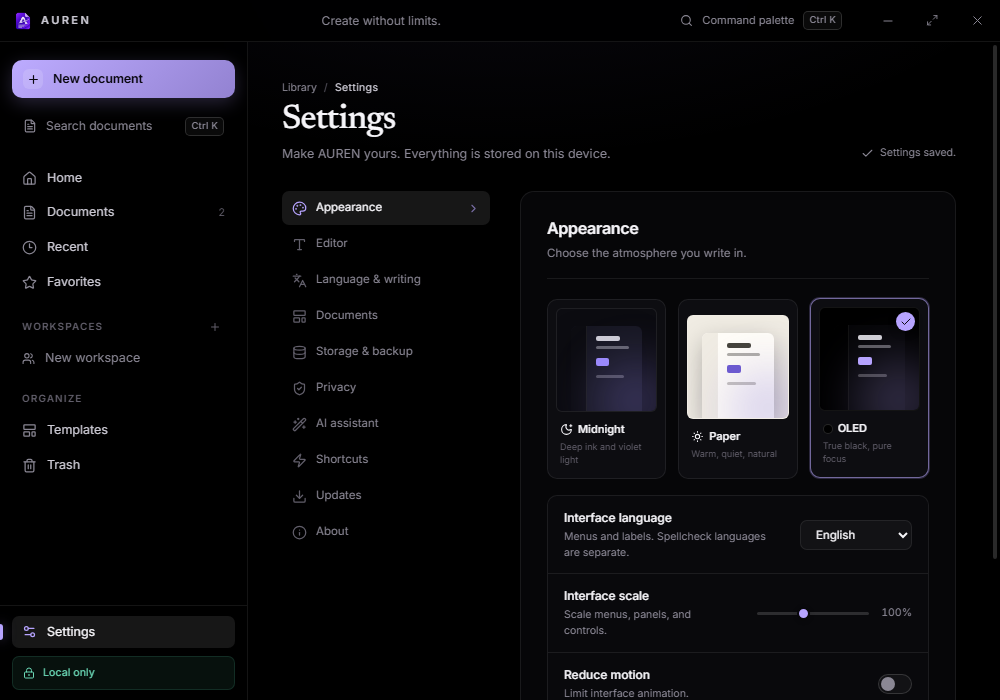 AUREN
Create without limits.
Command palette Ctrl K
New document
Search documents Ctrl K
Home
Documents 2
Recent
Favorites
WORKSPACES
New workspace
ORGANIZE
Templates
Trash
Settings
Local only
Library / Settings
Settings
Make AUREN yours. Everything is stored on this device.
Settings saved.
Appearance
Editor
Language & writing
Documents
Storage & backup
Privacy
AI assistant
Shortcuts
Updates
About
Appearance
Choose the atmosphere you write in.
Midnight
Deep ink and violet
light
Paper
Warm, quiet, natural
OLED
True black, pure
focus
Interface language
Menus and labels. Spellcheck languages
are separate.
English
Interface scale
Scale menus, panels, and
controls.
100%
Reduce motion
Limit interface animation.